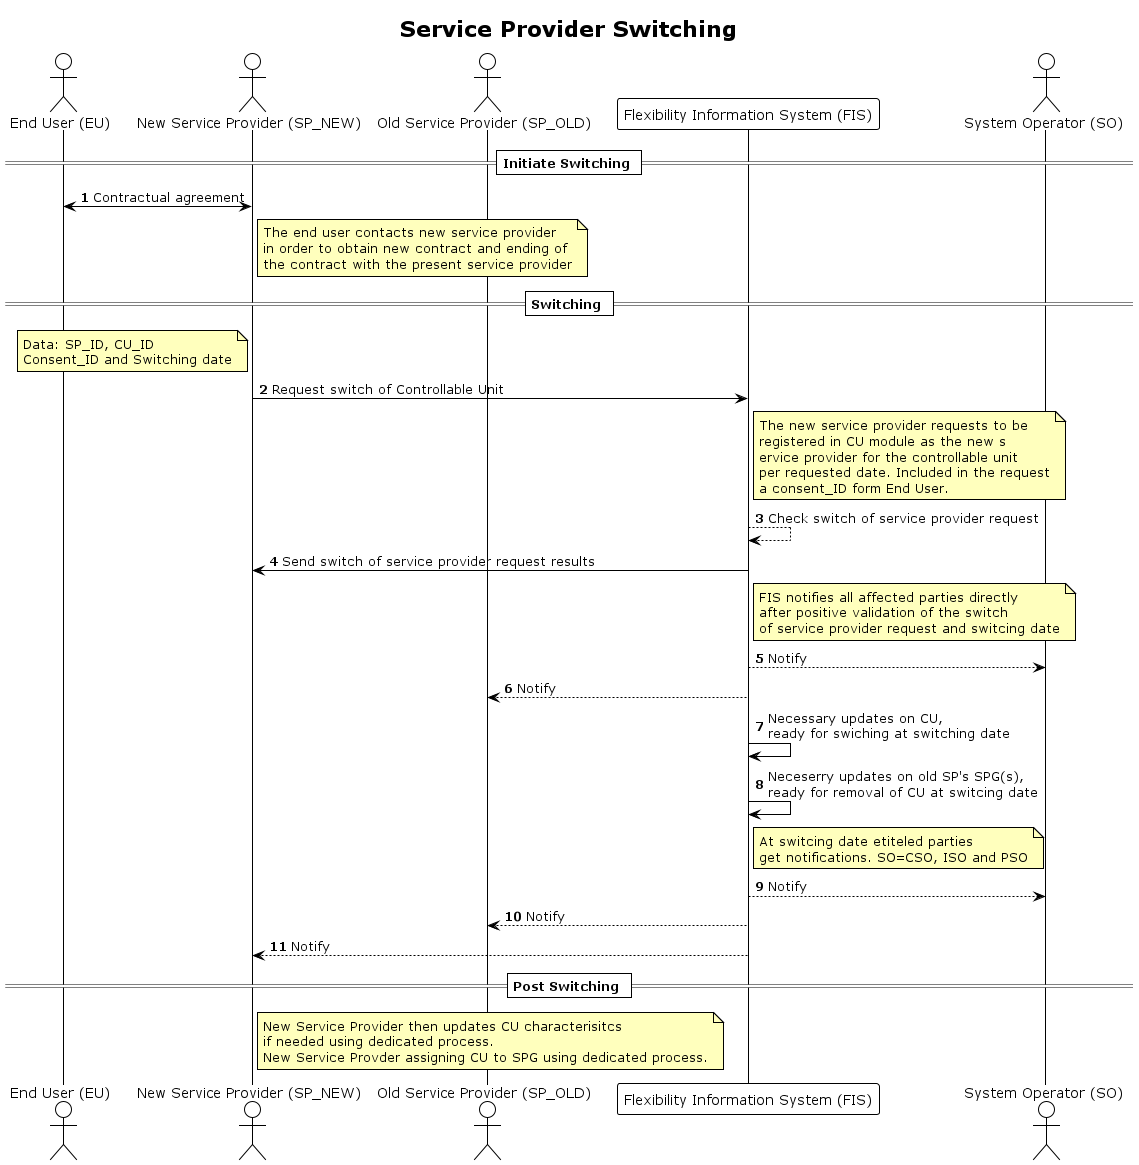 Service Provider Switching
End User (EU)
New Service Provider (SP_NEW)
Old Service Provider (SP_OLD)
Flexibility Information System (FIS)
System Operator (SO)
Initiate Switching
1 Contractual agreement
The end user contacts new service provider
in order to obtain new contract and ending of
the contract with the present service provider
Switching
Data: SP_ID, CU_ID
Consent_ID and Switching date
2 Request switch of Controllable Unit
The new service provider requests to be
registered in CU module as the new s
ervice provider for the controllable unit
per requested date. Included in the request
a consent_ID form End User.
3 Check switch of service provider request
4 Send switch of service provider request results
FIS notifies all affected parties directly
after positive validation of the switch
of service provider request and switcing date
5 Notify
6 Notify
7 Necessary updates on CU,
ready for swiching at switching date
8 Neceserry updates on old SP's SPG(s),
ready for removal of CU at switcing date
At switcing date etiteled parties
get notifications. SO=CSO, ISO and PSO
9 Notify
10 Notify
11 Notify
Post Switching
New Service Provider then updates CU characterisitcs
if needed using dedicated process.
New Service Provder assigning CU to SPG using dedicated process.
End User (EU)
New Service Provider (SP_NEW)
Old Service Provider (SP_OLD)
Flexibility Information System (FIS)
System Operator (SO)